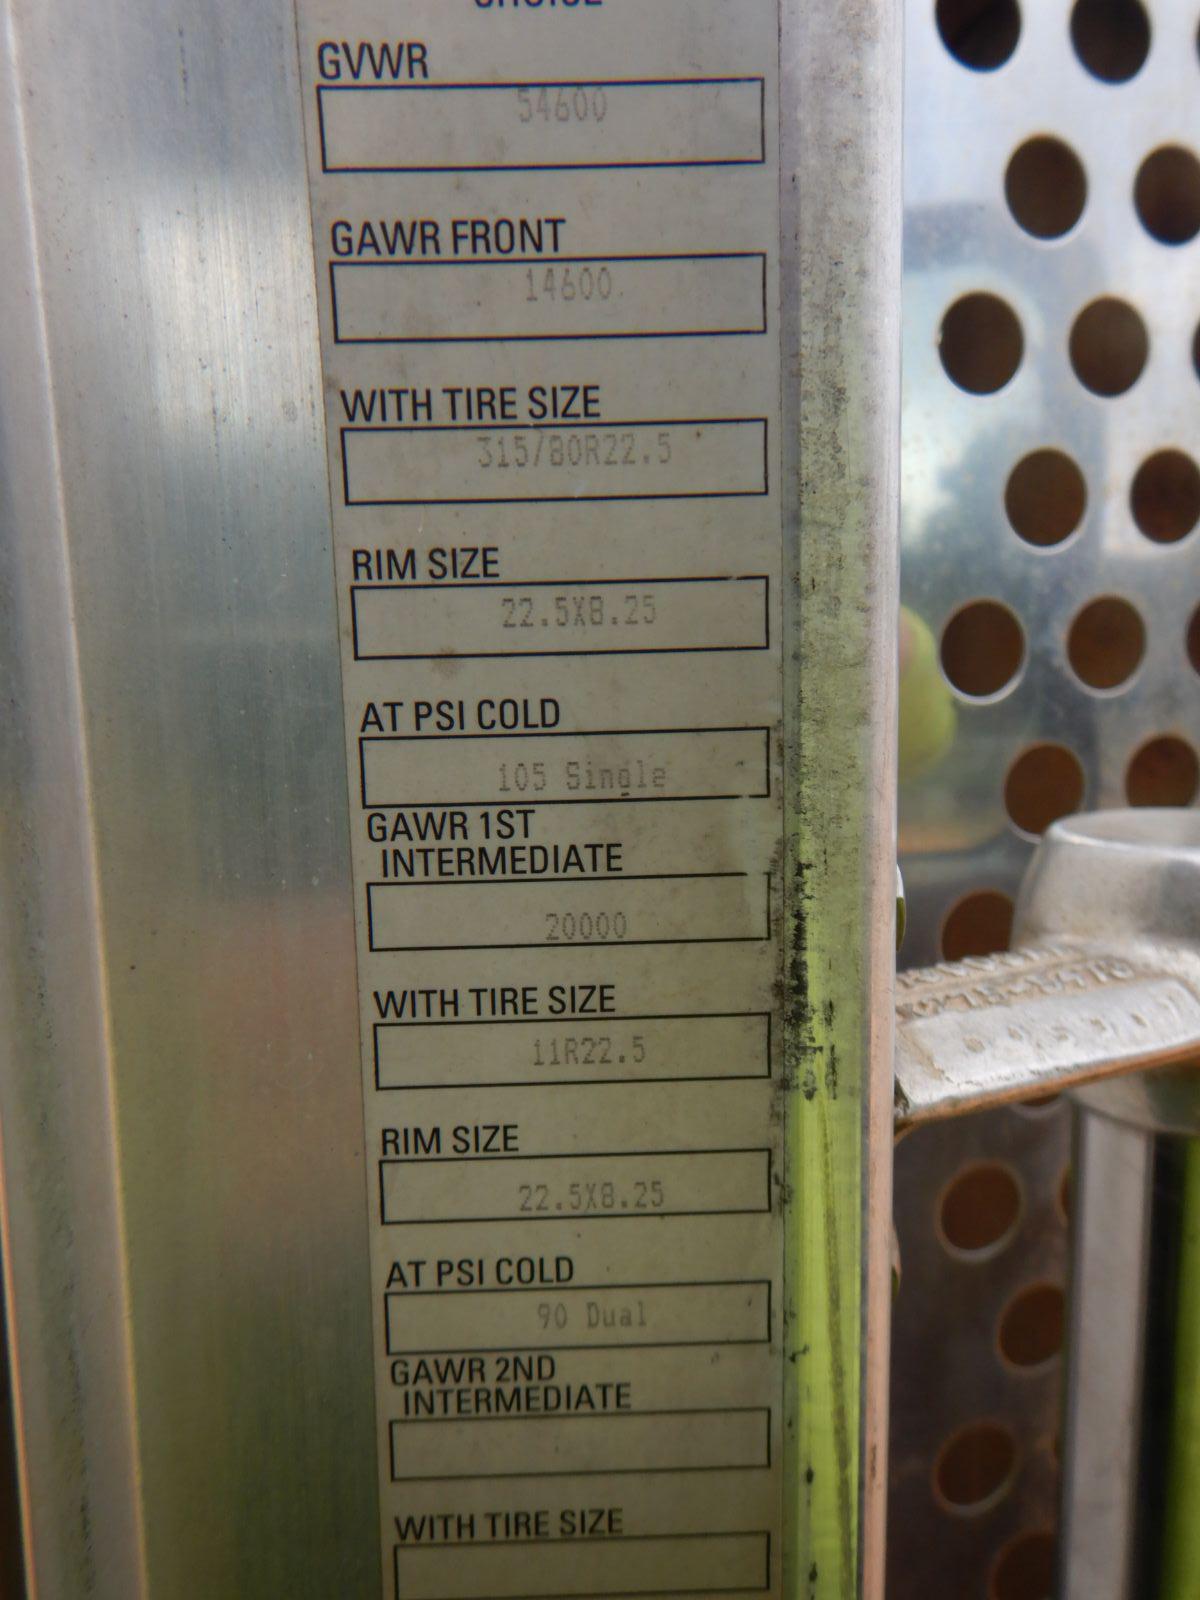 CHOICE
GVWR
54600
GAWR FRONT
14600
WITH TIRE SIZE
315/80R22.5
RIM SIZE
22.5X8.25
AT PSI COLD
105 Single
GAWR 1ST
INTERMEDIATE
20000
WITH TIRE SIZE
11R22.5
RIM SIZE
22.5X8.25
AT PSI COLD
90 Dual
GAWR 2ND
INTERMEDIATE
WITH TIRE SIZE